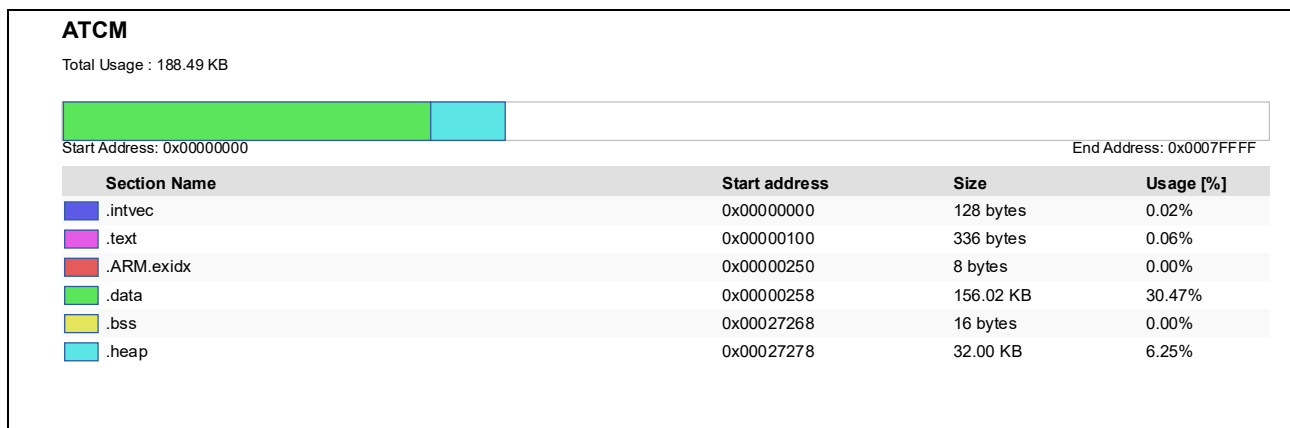 ATCM
Total Usage : 188.49 KB
Start Address: 0x00000000 End Address: 0x0007FFFF
Section Name Start address Size Usage [%]
.intvec 0x00000000 128 bytes 0.02%
.text 0x00000100 336 bytes 0.06%
.ARM.exidx 0x00000250 8 bytes 0.00%
.data 0x00000258 156.02 KB 30.47%
.bss 0x00027268 16 bytes 0.00%
.heap 0x00027278 32.00 KB 6.25%